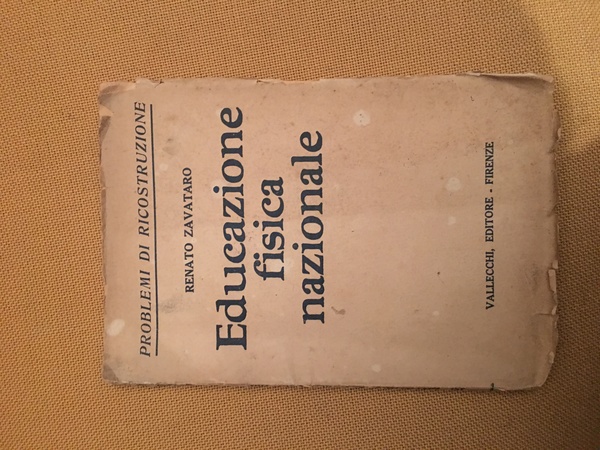 PROBLEMI DI RICOSTRUZIONE
RENATO ZAVATARO
Educazione
fisica
nazionale
VALLECCHI, EDITORE - FIRENZE